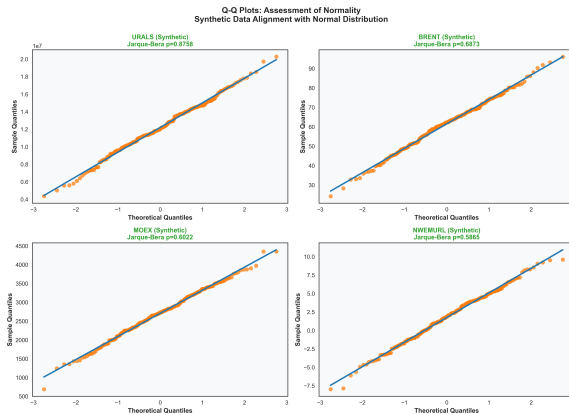 Q-Q Plots: Assessment of Normality
Synthetic Data Alignment with Normal Distribution
URALS (Synthetic)
Jarque-Bera p=0.8758
1e7
2.0
1.8
1.6
1.4
1.2
1.0
0.8
0.6
0.4
Sample Quantiles
−3 −2 −1 0 1 2 3
Theoretical Quantiles
BRENT (Synthetic)
Jarque-Bera p=0.6873
90
80
70
60
50
40
30
Sample Quantiles
−3 −2 −1 0 1 2
Theoretical Quantiles
MOEX (Synthetic)
Jarque-Bera p=0.6022
4500
4000
3500
3000
2500
2000
1500
1000
500
Sample Quantiles
−3 −2 −1 0 1 2 3
Theoretical Quantiles
NWEMURL (Synthetic)
Jarque-Bera p=0.5865
10.0
7.5
5.0
2.5
0.0
−2.5
−5.0
−7.5
Sample Quantiles
−3 −2 −1 0 1 2
Theoretical Quantiles